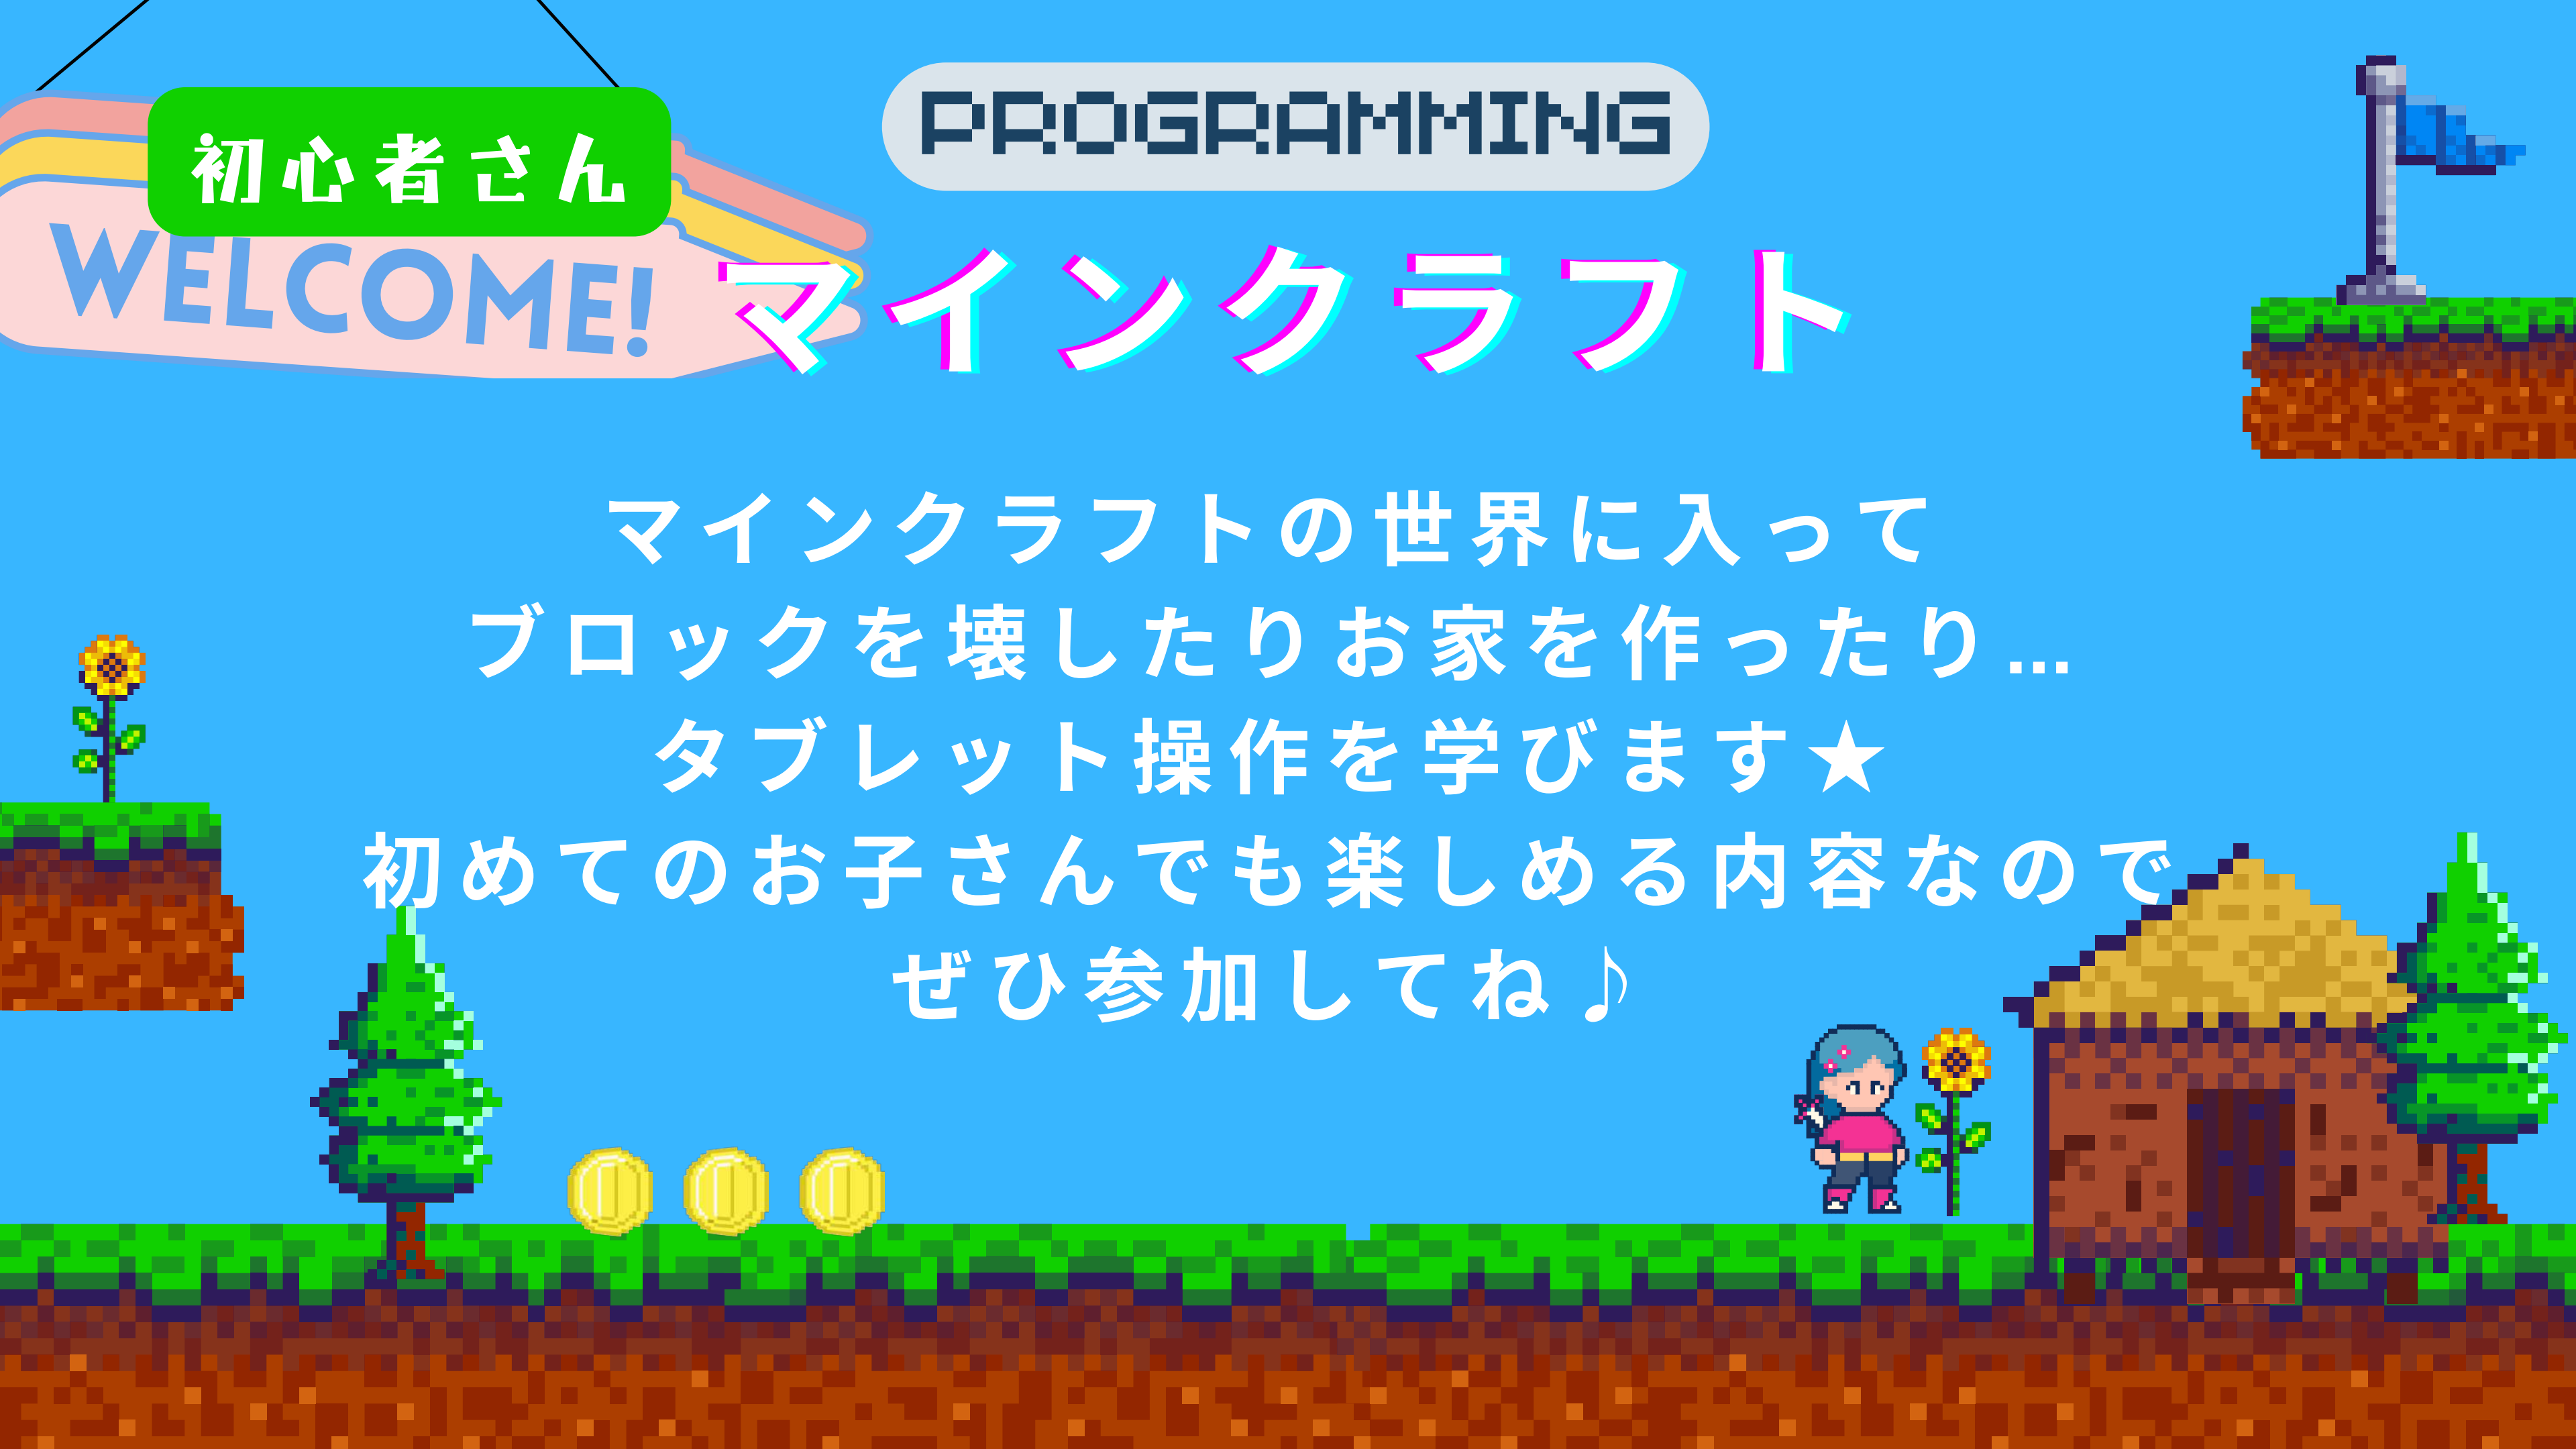 初心者さん
WELCOME!
PROGRAMMING
マインクラフト
マインクラフトの世界に入って
ブロックを壊したりお家を作ったり...
タブレット操作を学びます★
初めてのお子さんでも楽しめる内容なので
ぜひ参加してね♪